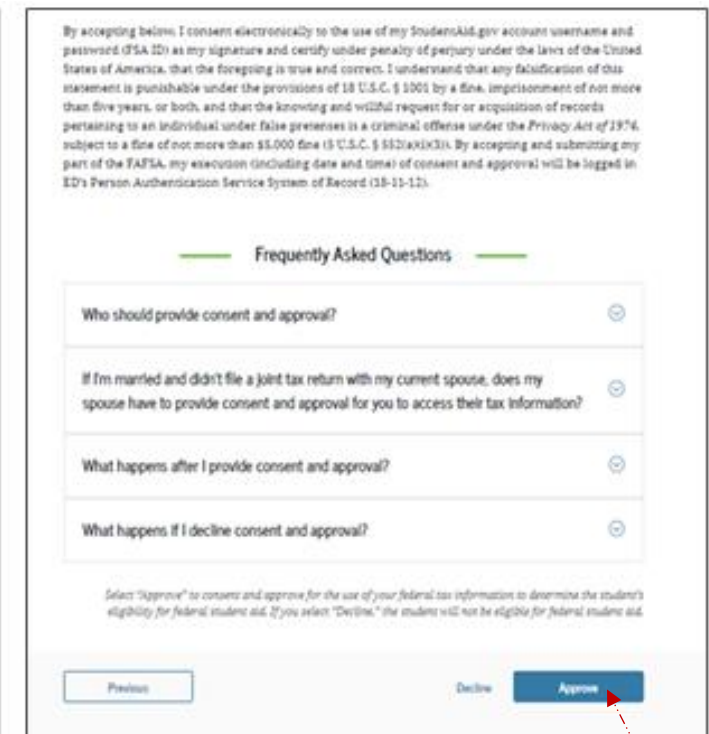 By accepting below, I consent electronically to the use of my StudentAid.gov account username and
password (FSA ID) as my signature and certify under penalty of perjury under the laws of the United
States of America, that the foregoing is true and correct. I understand that any falsification of this
statement is punishable under the provisions of 18 U.S.C. § 1001 by a fine, imprisonment of not more
than five years, or both, and that the knowing and willful request for or acquisition of records
pertaining to an individual under false pretenses is a criminal offense under the Privacy Act of 1974,
subject to a fine of not more than $5,000 fine (5 U.S.C. § 552(a)(i)(3)). By accepting and submitting my
part of the FAFSA, my execution (including date and time) of consent and approval will be logged in
ED's Person Authentication Service System of Record (18-11-12).
Frequently Asked Questions
Who should provide consent and approval?
If I'm married and didn't file a joint tax return with my current spouse, does my
spouse have to provide consent and approval for you to access their tax information?
What happens after I provide consent and approval?
What happens if I decline consent and approval?
Select "Approve" to consent and approve for the use of your federal tax information to determine the student's
eligibility for federal student aid. If you select "Decline," the student will not be eligible for federal student aid.
Previous
Decline
Approve